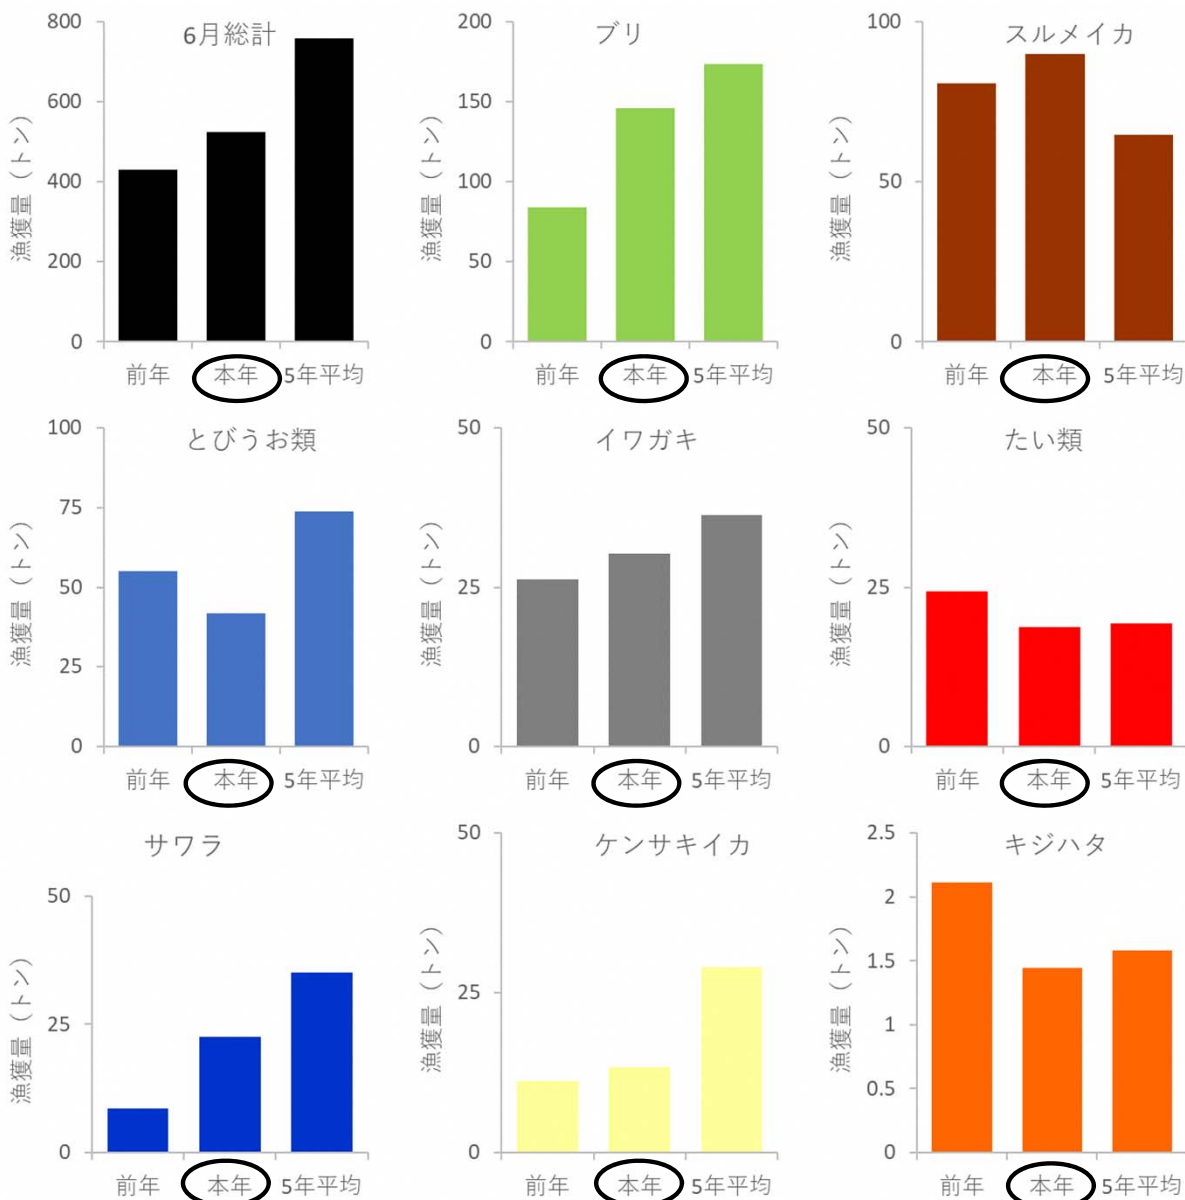 6月総計
漁獲量（トン）
800
600
400
200
0
前年 本年 5年平均
ブリ
漁獲量（トン）
200
150
100
50
0
前年 本年 5年平均
スルメイカ
漁獲量（トン）
100
50
0
前年 本年 5年平均
とびうお類
漁獲量（トン）
100
75
50
25
0
前年 本年 5年平均
イワガキ
漁獲量（トン）
50
25
0
前年 本年 5年平均
たい類
漁獲量（トン）
50
25
0
前年 本年 5年平均
サワラ
漁獲量（トン）
50
25
0
前年 本年 5年平均
ケンサキイカ
漁獲量（トン）
50
25
0
前年 本年 5年平均
キジハタ
漁獲量（トン）
2.5
2
1.5
1
0.5
0
前年 本年 5年平均